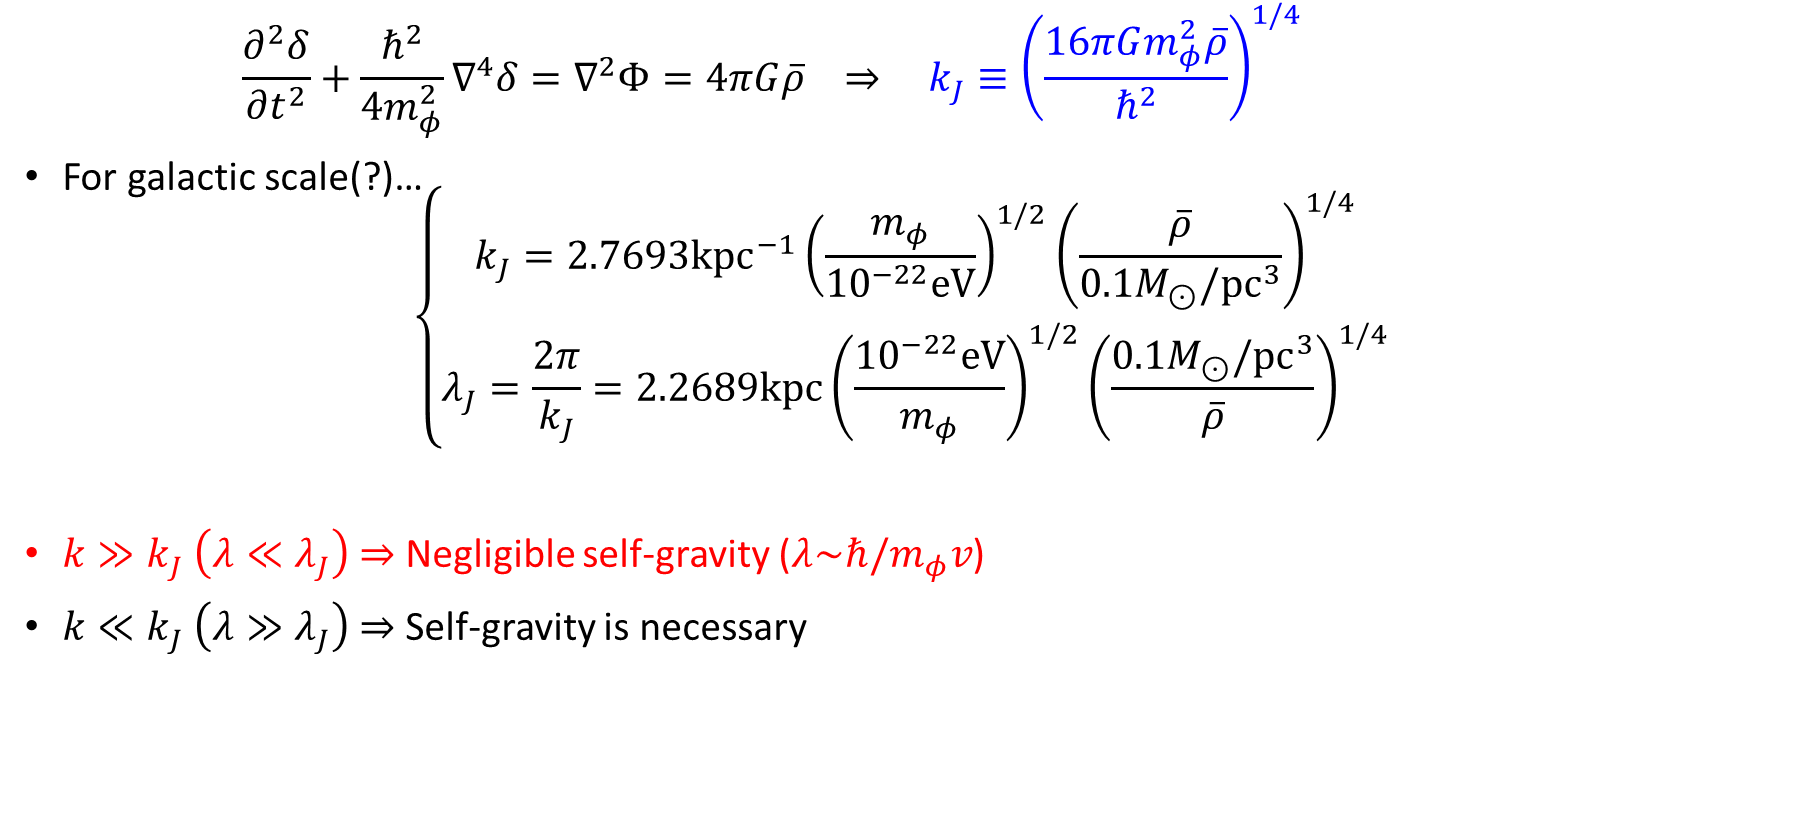 ∂²δ/∂t² + ħ²/4m_ϕ² ∇⁴δ = ∇²Φ = 4πGρ̄ ⇒ k_J ≡ (16πGm_ϕ²ρ̄/ħ²)^1/4
• For galactic scale(?)…
k_J = 2.7693kpc⁻¹ (m_ϕ/10⁻²²eV)^1/2 (ρ̄/0.1M_⊙/pc³)^1/4
λ_J = 2π/k_J = 2.2689kpc (10⁻²²eV/m_ϕ)^1/2 (0.1M_⊙/pc³/ρ̄)^1/4
• k ≫ k_J (λ ≪ λ_J) ⇒ Negligible self-gravity (λ~ħ/m_ϕv)
• k ≪ k_J (λ ≫ λ_J) ⇒ Self-gravity is necessary